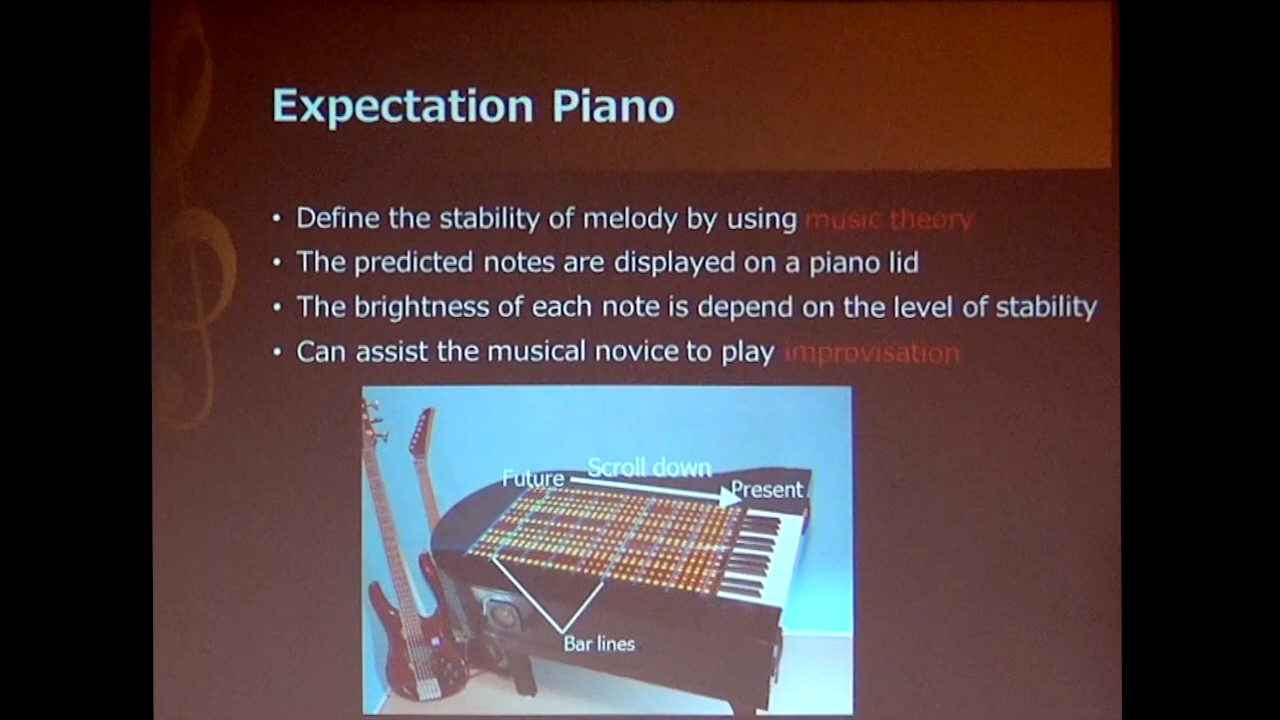 Expectation Piano
• Define the stability of melody by using music theory
• The predicted notes are displayed on a piano lid
• The brightness of each note is depend on the level of stability
• Can assist the musical novice to play improvisation
Future Scroll down Present
Bar lines